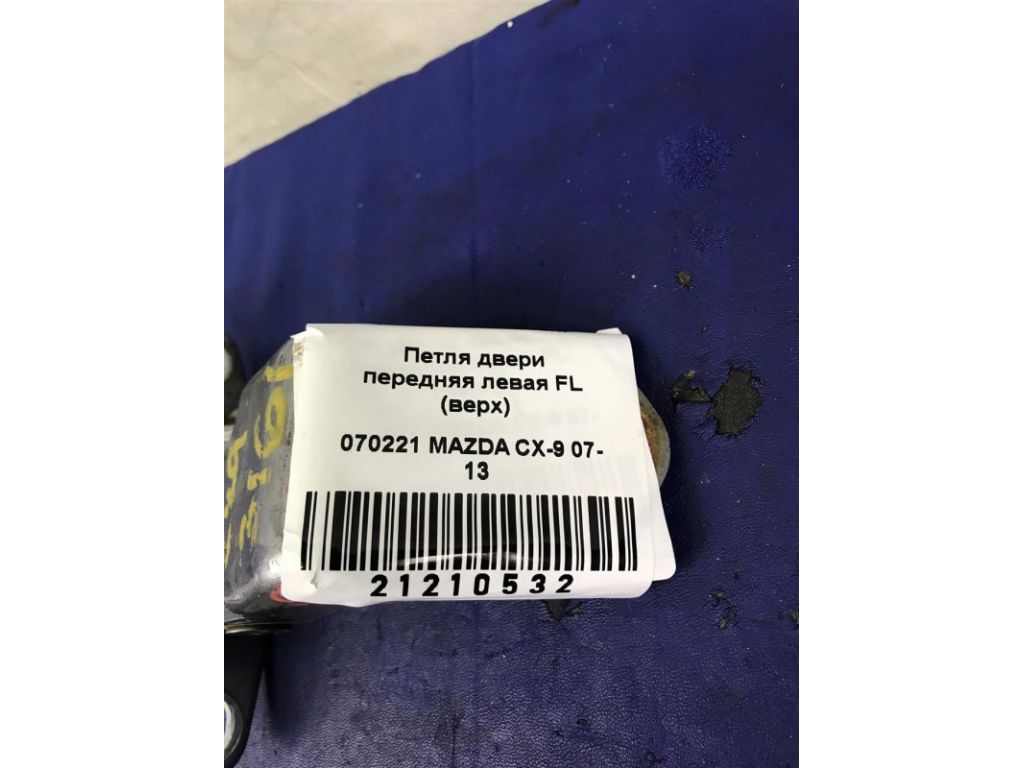 Петля двери
передняя левая FL
(верх)
070221 MAZDA CX-9 07-
13
21210532